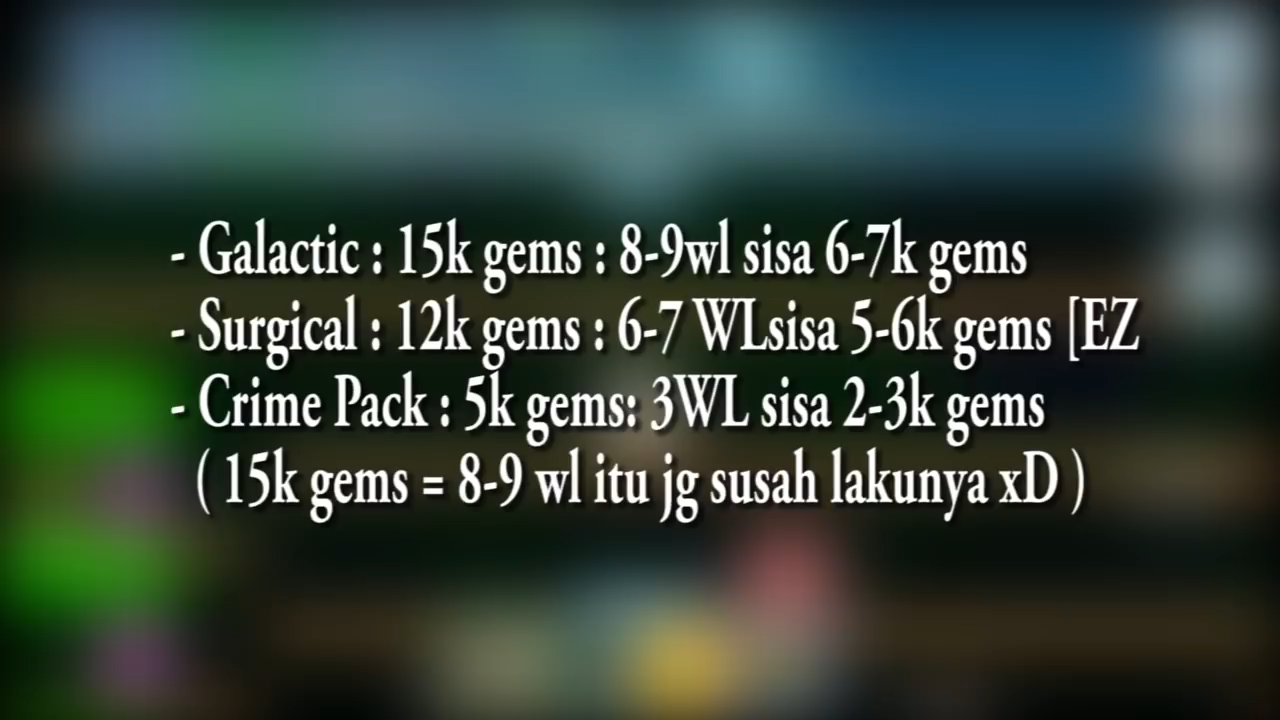 - Galactic : 15k gems : 8-9wl sisa 6-7k gems
- Surgical : 12k gems : 6-7 WLsisa 5-6k gems [EZ
- Crime Pack : 5k gems: 3WL sisa 2-3k gems
( 15k gems = 8-9 wl itu jg susah lakunya xD )